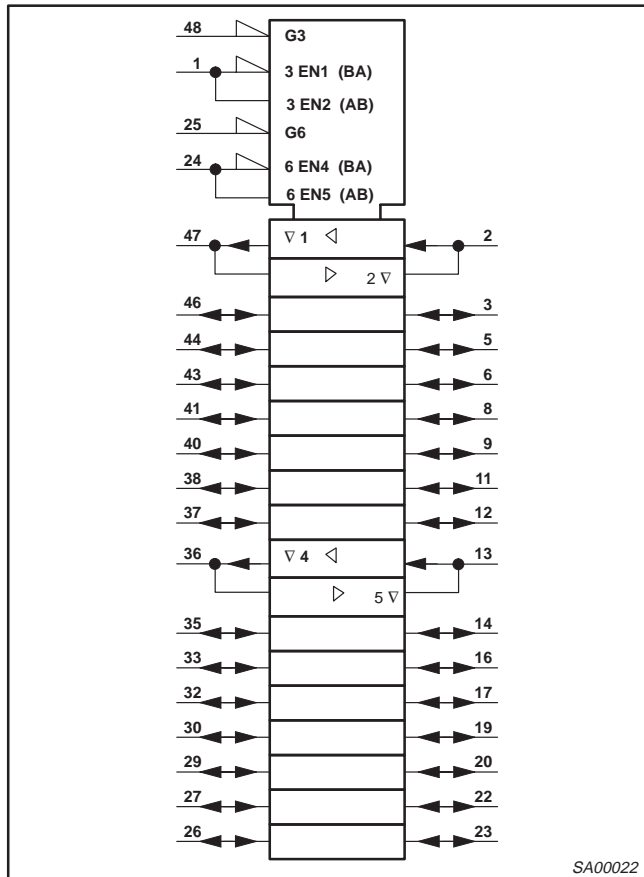 48 G3
1 3 EN1 (BA)
3 EN2 (AB)
25 G6
24 6 EN4 (BA)
6 EN5 (AB)
47 ∇ 1 ◁ 2
▷ 2 ∇
46 3
44 5
43 6
41 8
40 9
38 11
37 12
36 ∇ 4 ◁ 13
▷ 5 ∇
35 14
33 16
32 17
30 19
29 20
27 22
26 23
SA00022